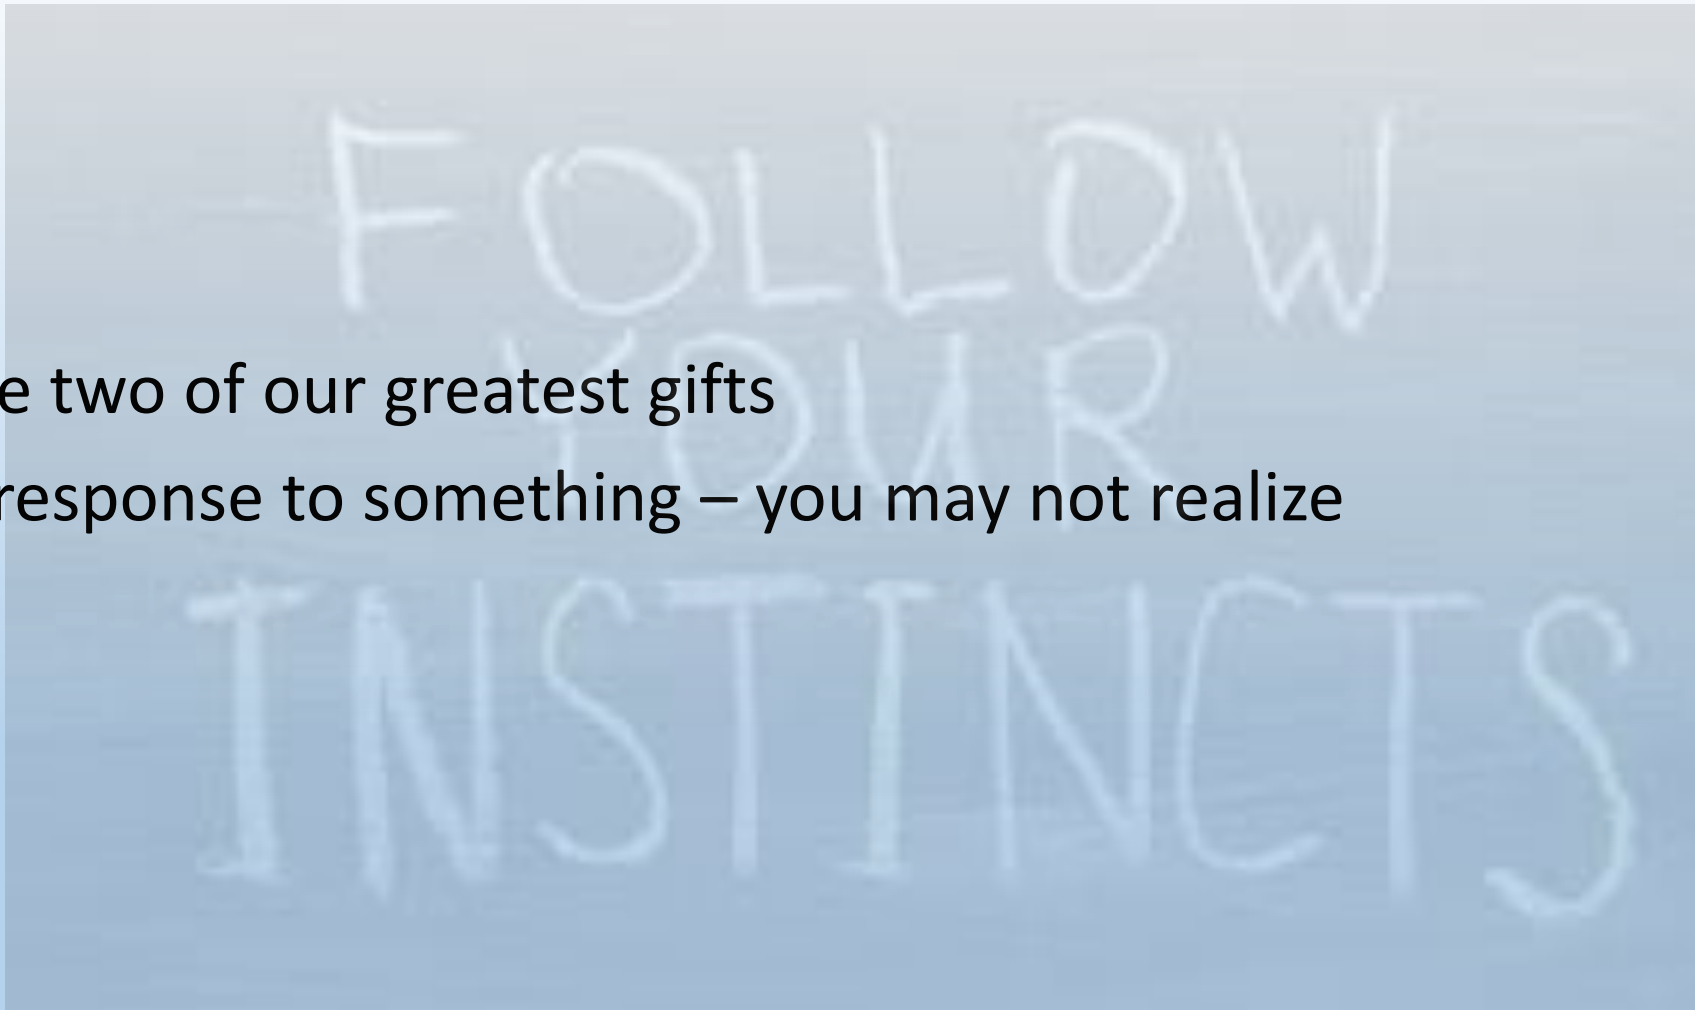 FOLLOW
YOUR
e two of our greatest gifts
response to something – you may not realize
INSTINCTS